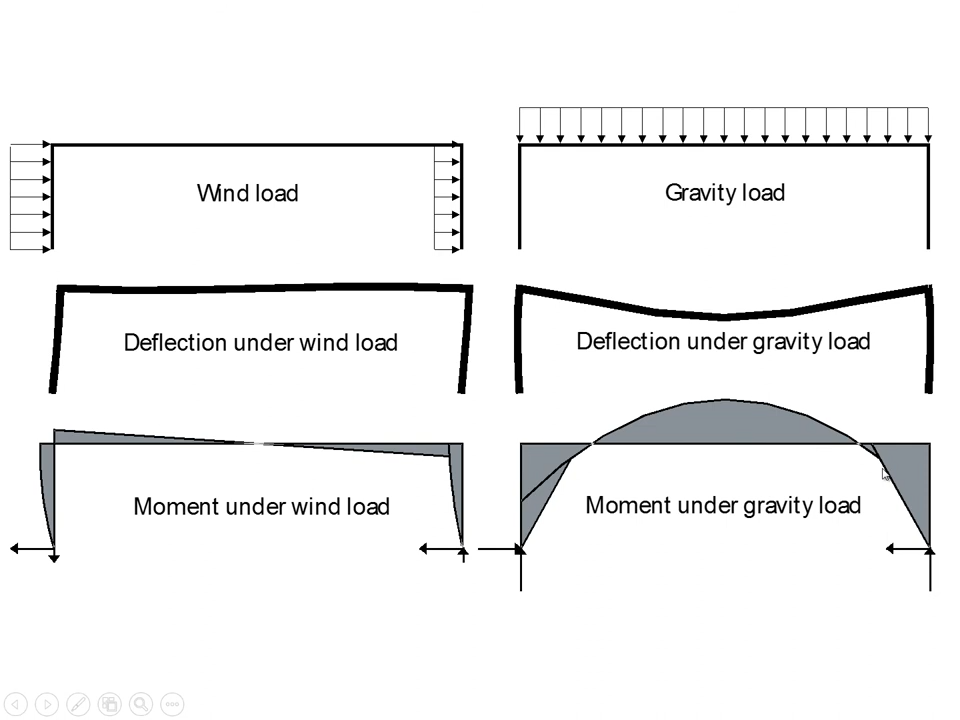 Wind load
Gravity load
Deflection under wind load
Deflection under gravity load
Moment under wind load
Moment under gravity load